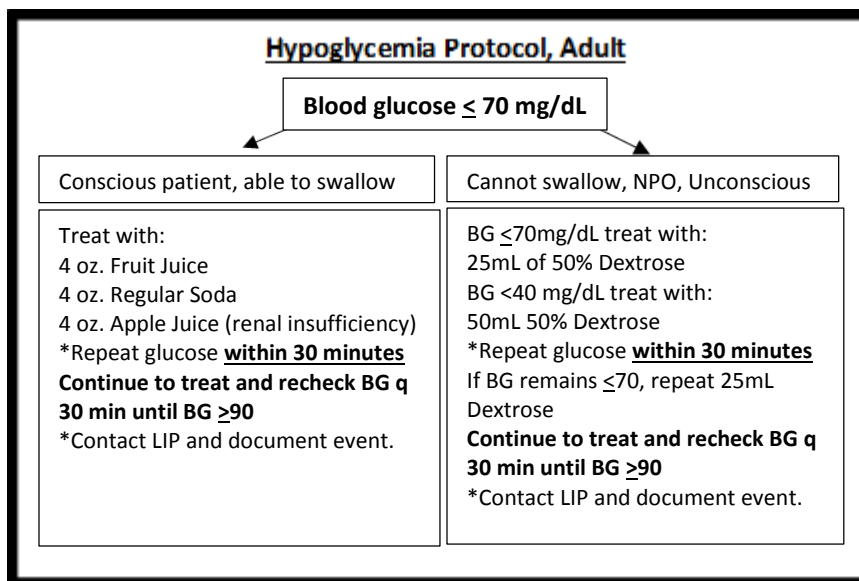 Hypoglycemia Protocol, Adult
Blood glucose ≤ 70 mg/dL
Conscious patient, able to swallow
Treat with:
4 oz. Fruit Juice
4 oz. Regular Soda
4 oz. Apple Juice (renal insufficiency)
*Repeat glucose within 30 minutes
Continue to treat and recheck BG q
30 min until BG ≥90
*Contact LIP and document event.
Cannot swallow, NPO, Unconscious
BG ≤70mg/dL treat with:
25mL of 50% Dextrose
BG <40 mg/dL treat with:
50mL 50% Dextrose
*Repeat glucose within 30 minutes
If BG remains ≤70, repeat 25mL
Dextrose
Continue to treat and recheck BG q
30 min until BG ≥90
*Contact LIP and document event.